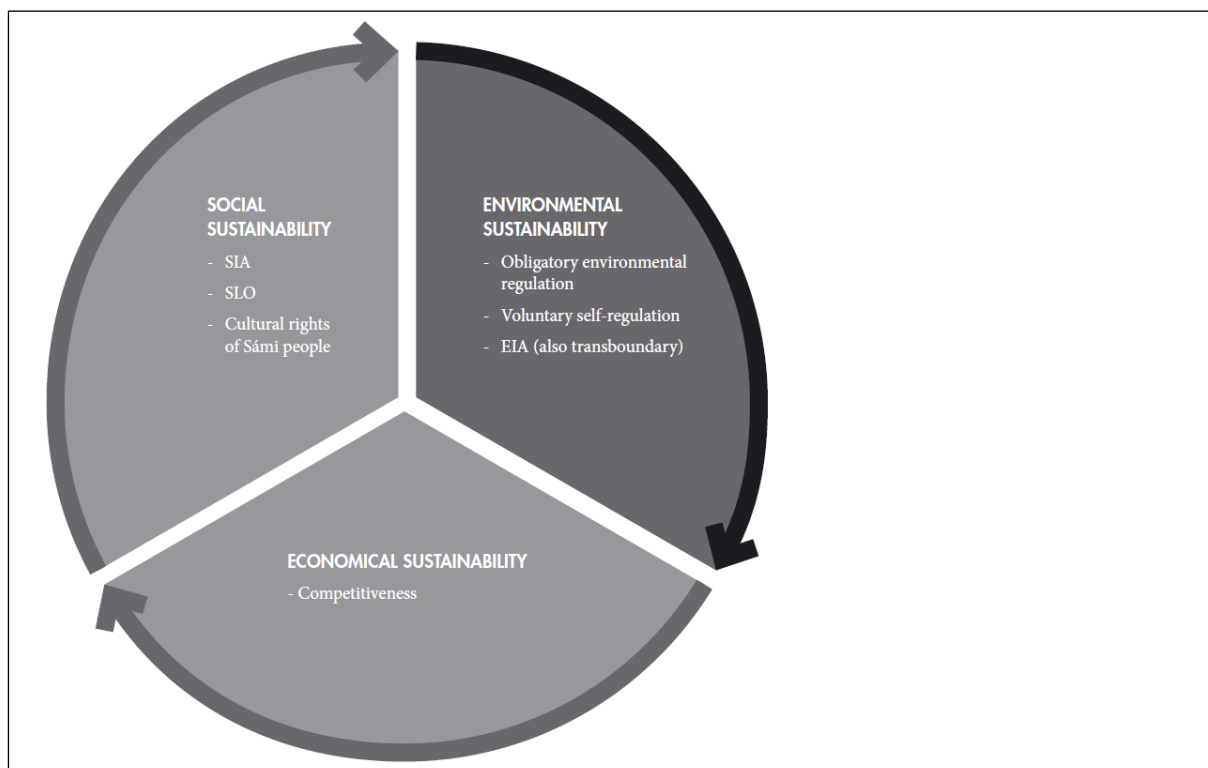 SOCIAL
SUSTAINABILITY
- SIA
- SLO
- Cultural rights
of Sámi people
ENVIRONMENTAL
SUSTAINABILITY
- Obligatory environmental
regulation
- Voluntary self-regulation
- EIA (also transboundary)
ECONOMICAL SUSTAINABILITY
- Competitiveness